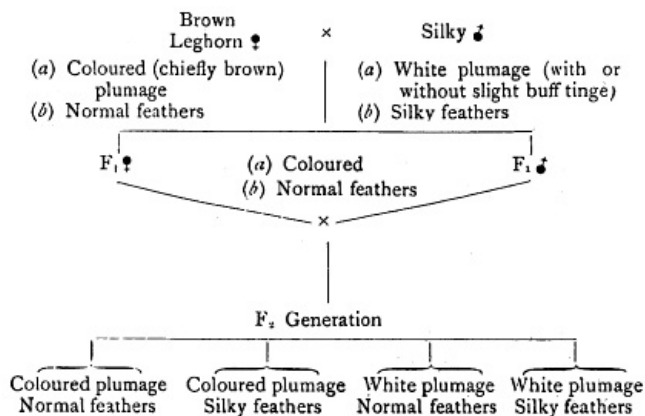 Brown
Leghorn ♀ × Silky ♂
(a) Coloured (chiefly brown)
plumage
(b) Normal feathers
(a) White plumage (with or
without slight buff tinge)
(b) Silky feathers
F₁ ♀ (a) Coloured F₁ ♂
(b) Normal feathers
×
F₂ Generation
Coloured plumage Coloured plumage White plumage White plumage
Normal feathers Silky feathers Normal feathers Silky feathers